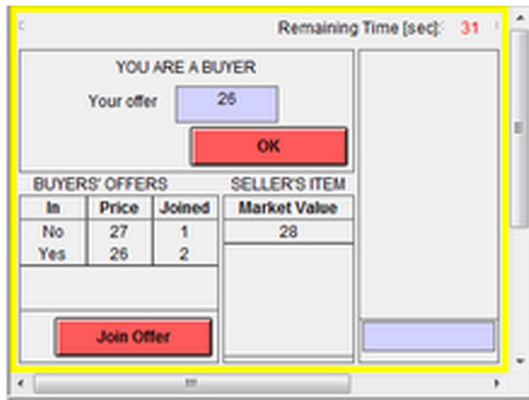 Remaining Time [sec]: 31
YOU ARE A BUYER
Your offer 26
OK
BUYERS' OFFERS SELLER'S ITEM
In Price Joined Market Value
No 27 1 28
Yes 26 2
Join Offer